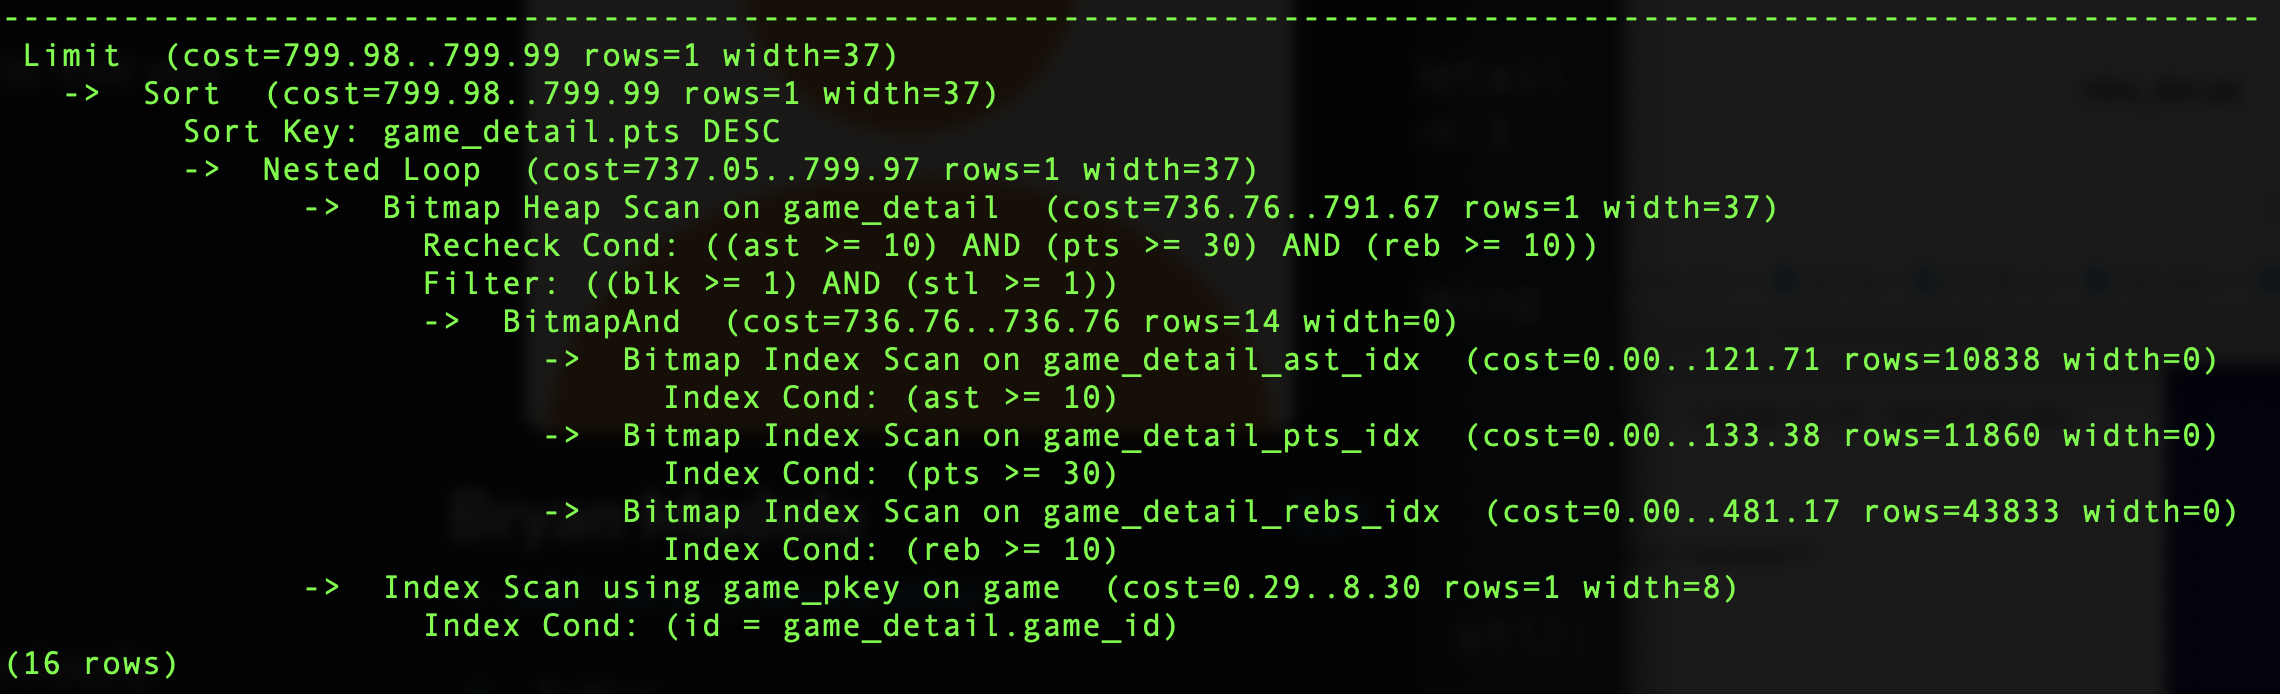 Limit  (cost=799.98..799.99 rows=1 width=37)
  ->  Sort  (cost=799.98..799.99 rows=1 width=37)
        Sort Key: game_detail.pts DESC
        ->  Nested Loop  (cost=737.05..799.97 rows=1 width=37)
              ->  Bitmap Heap Scan on game_detail  (cost=736.76..791.67 rows=1 width=37)
                    Recheck Cond: ((ast >= 10) AND (pts >= 30) AND (reb >= 10))
                    Filter: ((blk >= 1) AND (stl >= 1))
                    ->  BitmapAnd  (cost=736.76..736.76 rows=14 width=0)
                          ->  Bitmap Index Scan on game_detail_ast_idx  (cost=0.00..121.71 rows=10838 width=0)
                                Index Cond: (ast >= 10)
                          ->  Bitmap Index Scan on game_detail_pts_idx  (cost=0.00..133.38 rows=11860 width=0)
                                Index Cond: (pts >= 30)
                          ->  Bitmap Index Scan on game_detail_rebs_idx  (cost=0.00..481.17 rows=43833 width=0)
                                Index Cond: (reb >= 10)
              ->  Index Scan using game_pkey on game  (cost=0.29..8.30 rows=1 width=8)
                    Index Cond: (id = game_detail.game_id)
(16 rows)